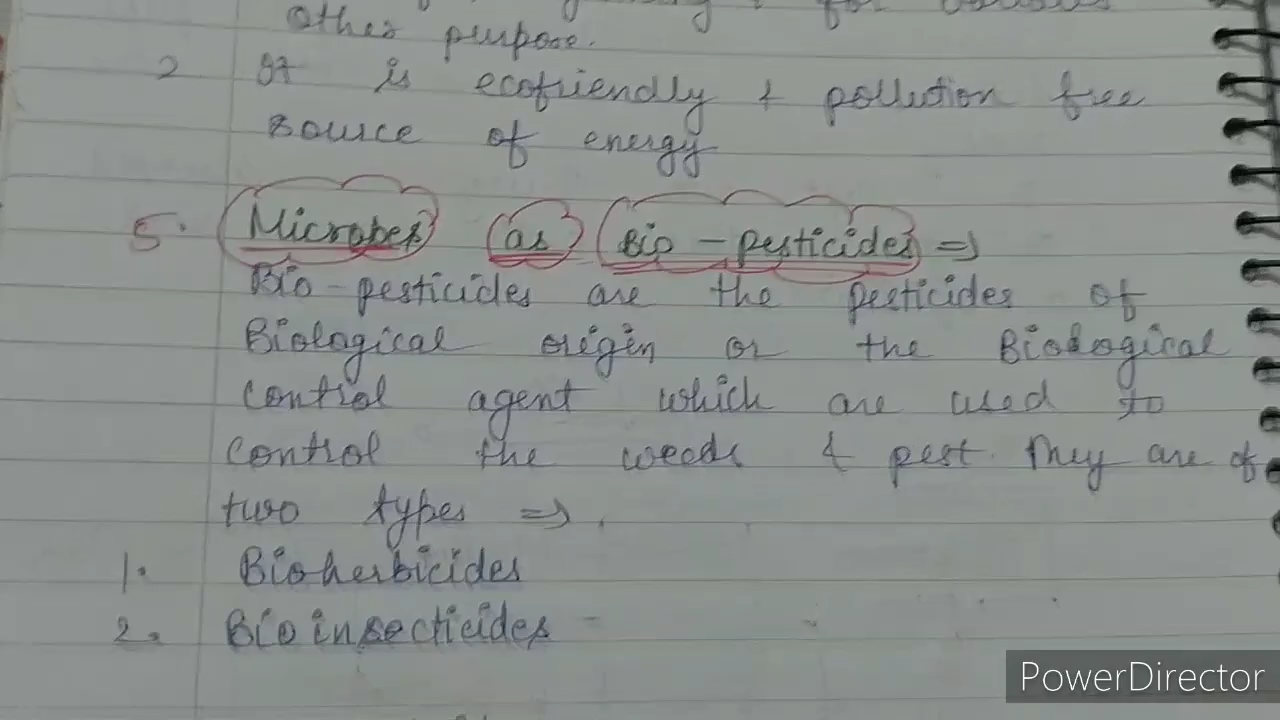 for various
other purpose.
2 It is ecofriendly & pollution free
source of energy
5. Microbes as Bio-pesticides ⇒
Bio-pesticides are the pesticides of
Biological origin or the Biological
control agent which are used to
control the weeds & pest. They are of
two types ⇒
1. Bioherbicides
2. Bioinsecticides
PowerDirector